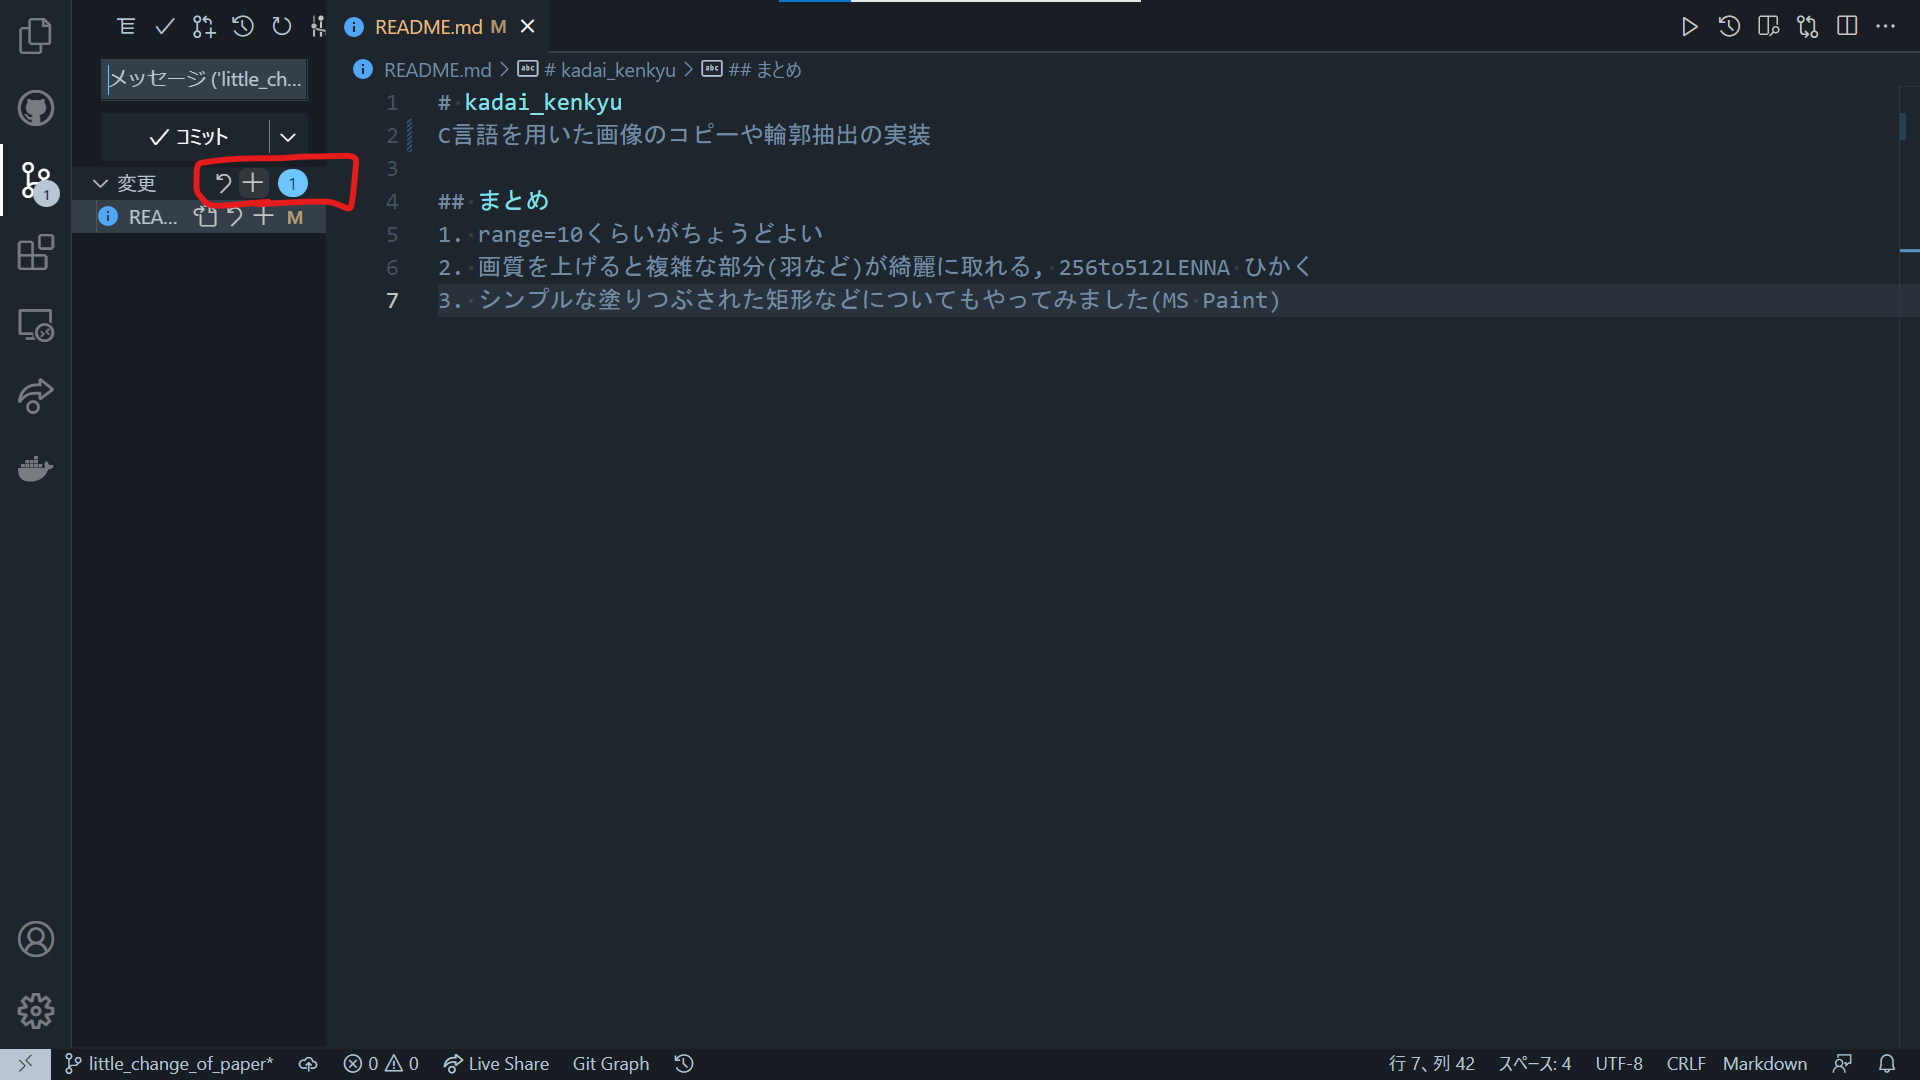 README.md M
メッセージ ('little_ch...
README.md > # kadai_kenkyu > ## まとめ
コミット
変更 1
1
REA... M
1 # kadai_kenkyu
2 C言語を用いた画像のコピーや輪郭抽出の実装
3
4 ## まとめ
5 1. range=10くらいがちょうどよい
6 2. 画質を上げると複雑な部分(羽など)が綺麗に取れる, 256to512LENNA ひかく
7 3. シンプルな塗りつぶされた矩形などについてもやってみました(MS Paint)
little_change_of_paper* 0 0 Live Share Git Graph 行 7、列 42 スペース: 4 UTF-8 CRLF Markdown